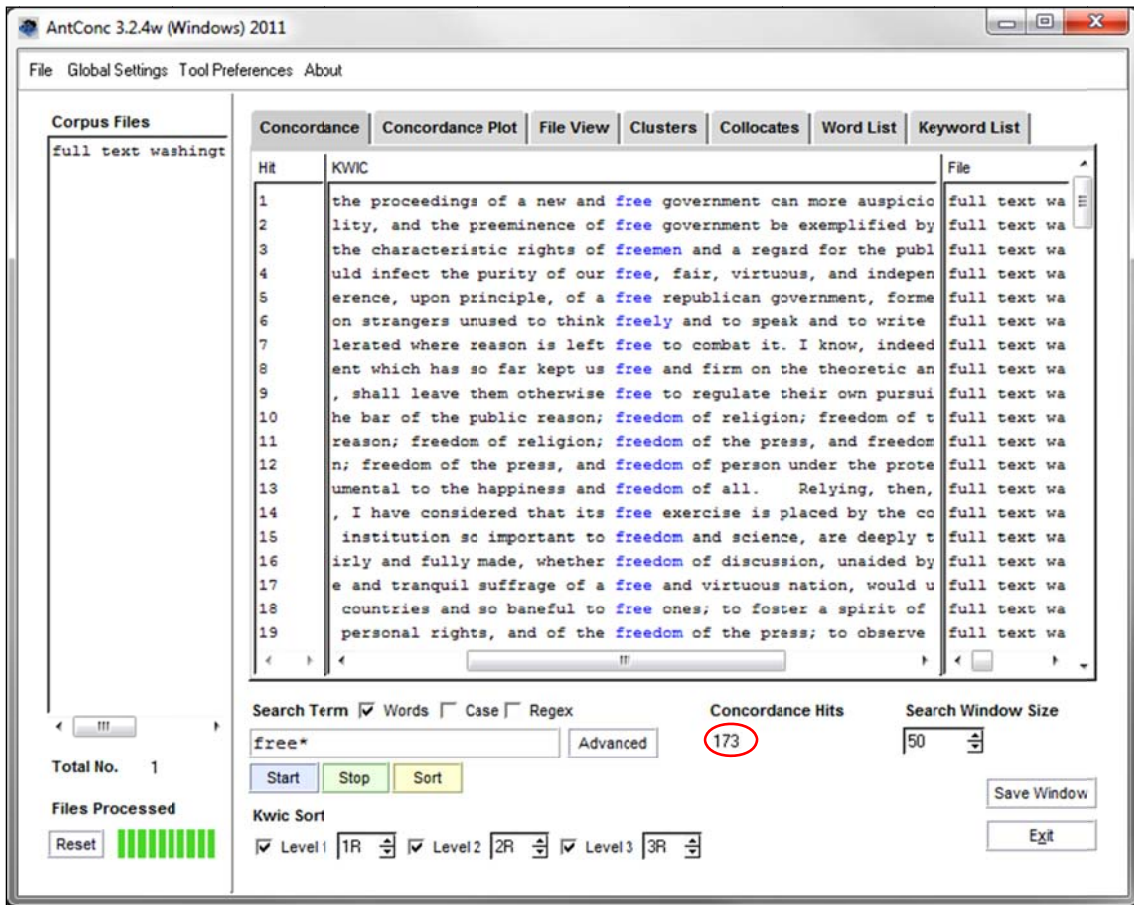 AntConc 3.2.4w (Windows) 2011
File Global Settings Tool Preferences About
Corpus Files
full text washingt
Concordance Concordance Plot File View Clusters Collocates Word List Keyword List
Hit KWIC File
1 the proceedings of a new and free government can more auspicio full text wa
2 lity, and the preeminence of free government be exemplified by full text wa
3 the characteristic rights of freemen and a regard for the publ full text wa
4 uld infect the purity of our free, fair, virtuous, and indepen full text wa
5 erence, upon principle, of a free republican government, forme full text wa
6 on strangers unused to think freely and to speak and to write full text wa
7 lerated where reason is left free to combat it. I know, indeed full text wa
8 ent which has so far kept us free and firm on the theoretic an full text wa
9 , shall leave them otherwise free to regulate their own pursui full text wa
10 he bar of the public reason; freedom of religion; freedom of t full text wa
11 reason; freedom of religion; freedom of the press, and freedom full text wa
12 n; freedom of the press, and freedom of person under the prote full text wa
13 umental to the happiness and freedom of all. Relying, then, full text wa
14 , I have considered that its free exercise is placed by the co full text wa
15 institution so important to freedom and science, are deeply t full text wa
16 irly and fully made, whether freedom of discussion, unaided by full text wa
17 e and tranquil suffrage of a free and virtuous nation, would u full text wa
18 countries and so baneful to free ones; to foster a spirit of full text wa
19 personal rights, and of the freedom of the press; to observe full text wa
Search Term Words Case Regex Concordance Hits Search Window Size
free* Advanced 173 50
Total No. 1
Start Stop Sort
Save Window
Files Processed
Kwic Sort
Reset
Level 1 1R Level 2 2R Level 3 3R
Exit